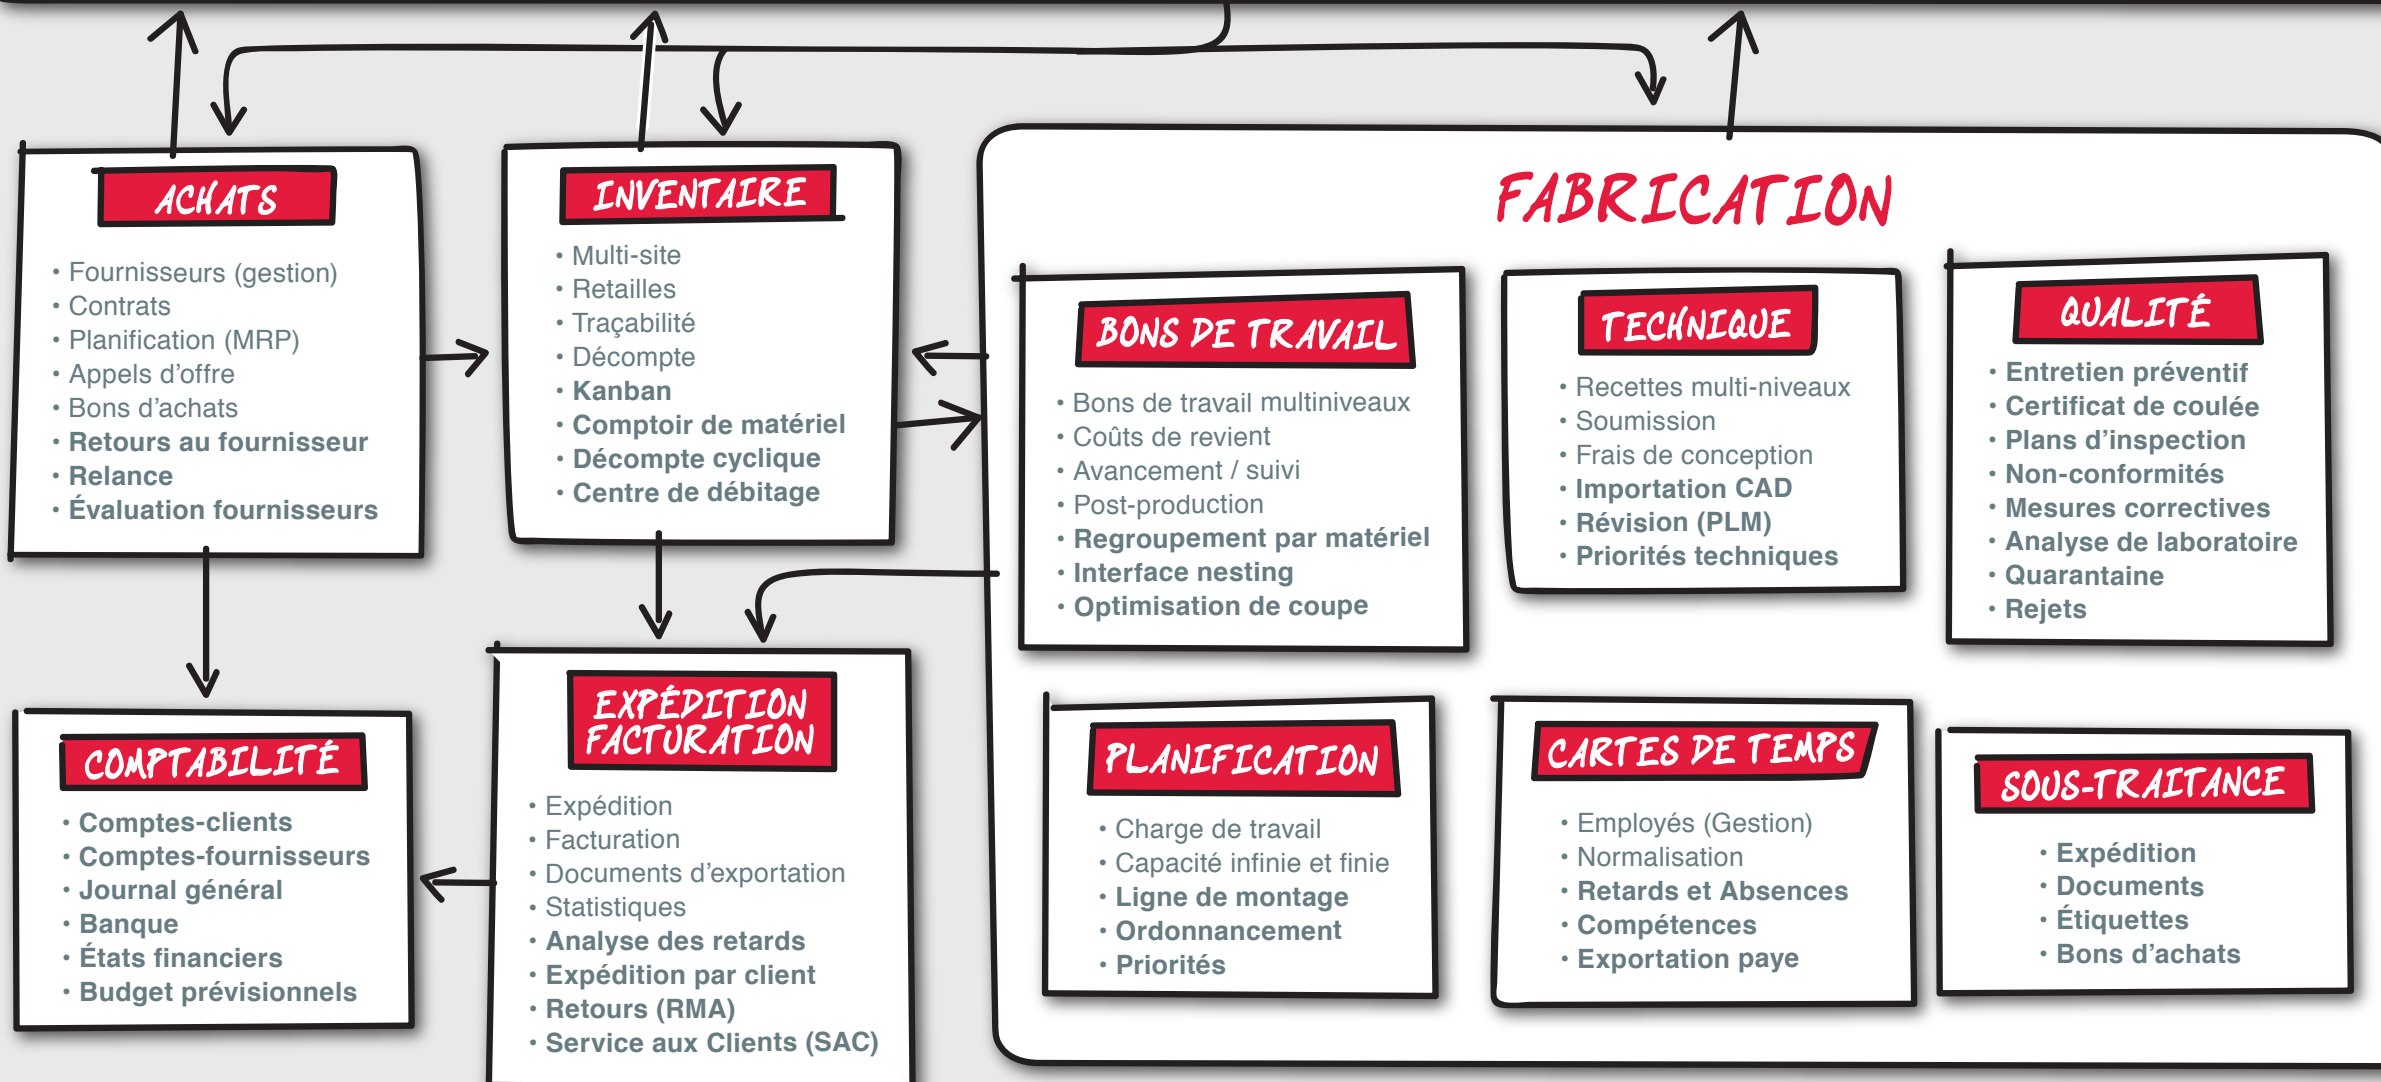 ACHATS
• Fournisseurs (gestion)
• Contrats
• Planification (MRP)
• Appels d'offre
• Bons d'achats
• Retours au fournisseur
• Relance
• Évaluation fournisseurs
INVENTAIRE
• Multi-site
• Retailles
• Traçabilité
• Décompte
• Kanban
• Comptoir de matériel
• Décompte cyclique
• Centre de débitage
FABRICATION
BONS DE TRAVAIL
• Bons de travail multiniveaux
• Coûts de revient
• Avancement / suivi
• Post-production
• Regroupement par matériel
• Interface nesting
• Optimisation de coupe
TECHNIQUE
• Recettes multi-niveaux
• Soumission
• Frais de conception
• Importation CAD
• Révision (PLM)
• Priorités techniques
QUALITÉ
• Entretien préventif
• Certificat de coulée
• Plans d'inspection
• Non-conformités
• Mesures correctives
• Analyse de laboratoire
• Quarantaine
• Rejets
COMPTABILITÉ
• Comptes-clients
• Comptes-fournisseurs
• Journal général
• Banque
• États financiers
• Budget prévisionnels
EXPÉDITION
FACTURATION
• Expédition
• Facturation
• Documents d'exportation
• Statistiques
• Analyse des retards
• Expédition par client
• Retours (RMA)
• Service aux Clients (SAC)
PLANIFICATION
• Charge de travail
• Capacité infinie et finie
• Ligne de montage
• Ordonnancement
• Priorités
CARTES DE TEMPS
• Employés (Gestion)
• Normalisation
• Retards et Absences
• Compétences
• Exportation paye
SOUS-TRAITANCE
• Expédition
• Documents
• Étiquettes
• Bons d'achats